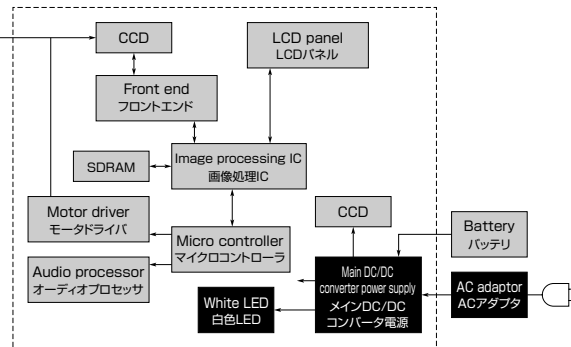 CCD
LCD panel
LCDパネル
Front end
フロントエンド
Image processing IC
画像処理IC
SDRAM
Motor driver
モータドライバ
Micro controller
マイクロコントローラ
Audio processor
オーディオプロセッサ
CCD
Battery
バッテリ
Main DC/DC
converter power supply
メインDC/DC
コンバータ電源
White LED
白色LED
AC adaptor
ACアダプタ